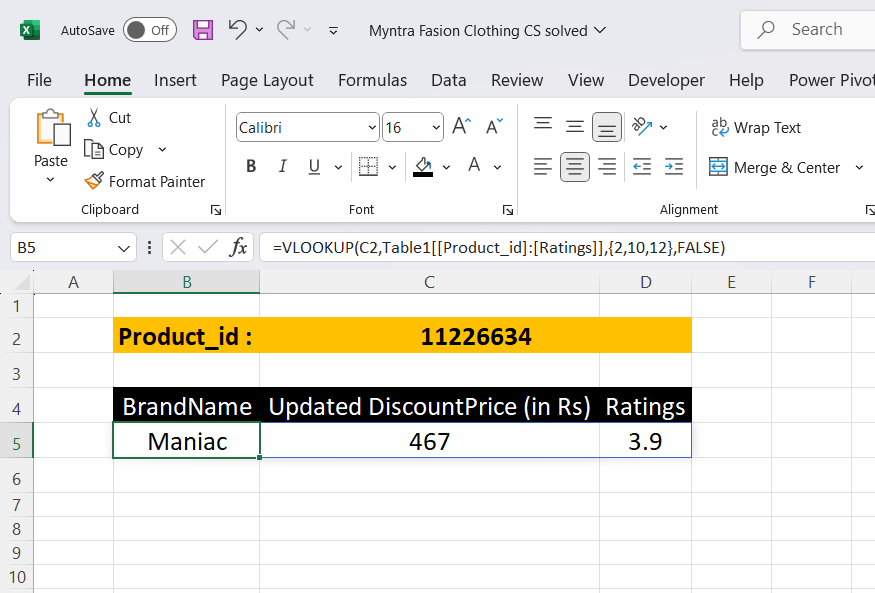 AutoSave Off Myntra Fasion Clothing CS solved Search
File Home Insert Page Layout Formulas Data Review View Developer Help Power Pivot
Paste Cut Copy Format Painter
Calibri 16 B I U A
ab Wrap Text
Merge & Center
Clipboard Font Alignment
B5 fx =VLOOKUP(C2,Table1[[Product_id]:[Ratings]],{2,10,12},FALSE)
A B C D E F
1
2 Product_id : 11226634
3
4 BrandName Updated DiscountPrice (in Rs) Ratings
5 Maniac 467 3.9
6
7
8
9
10